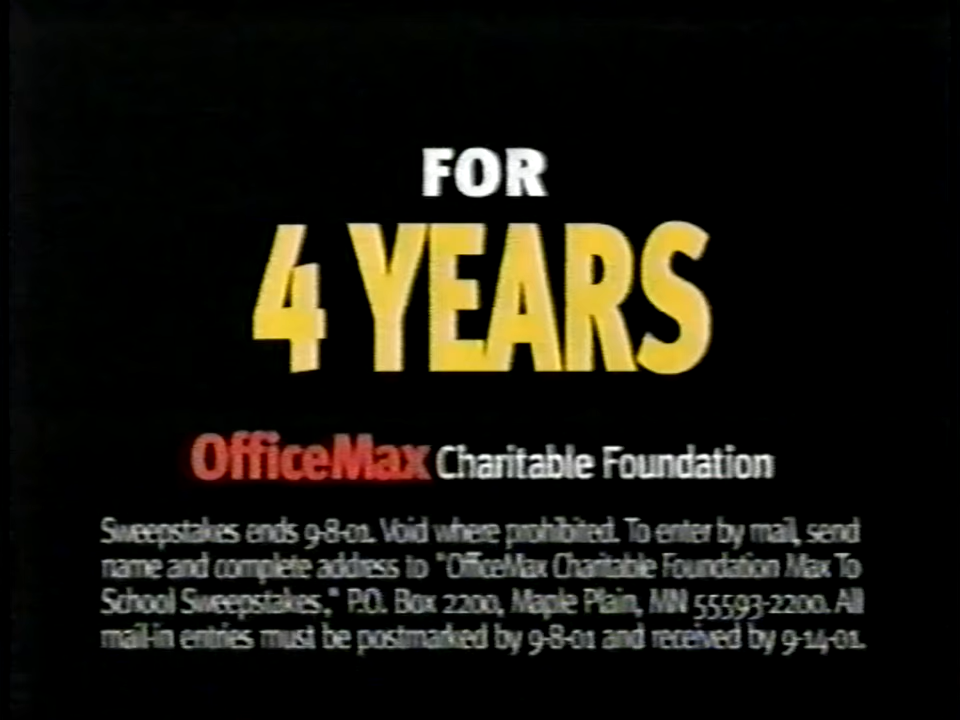 FOR
4 YEARS
OfficeMax Charitable Foundation
Sweepstakes ends 9-8-01. Void where prohibited. To enter by mail, send
name and complete address to "OfficeMax Charitable Foundation Max To
School Sweepstakes," P.O. Box 2200, Maple Plain, MN 55593-2200. All
mail-in entries must be postmarked by 9-8-01 and received by 9-14-01.